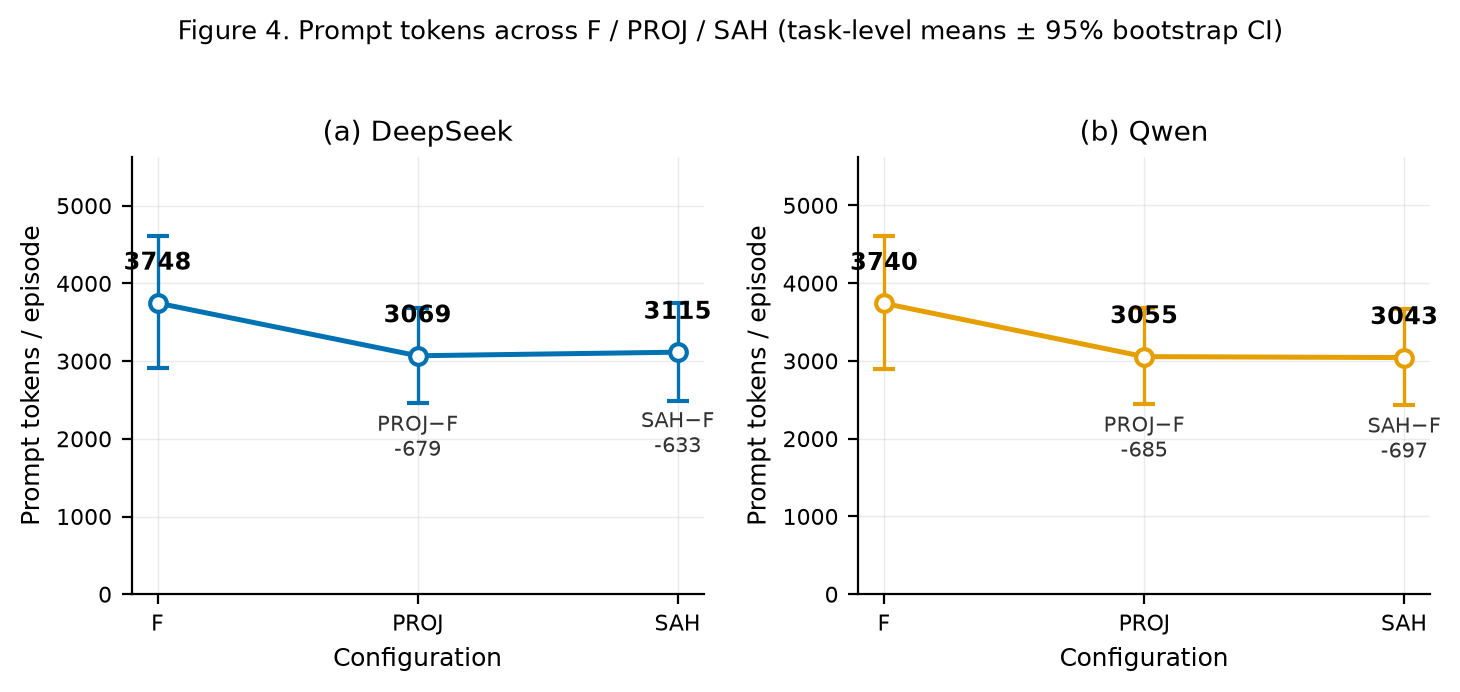 Figure 4. Prompt tokens across F / PROJ / SAH (task-level means ± 95% bootstrap CI)
(a) DeepSeek
Prompt tokens / episode
5000
4000
3000
2000
1000
0
3748
3069
3115
PROJ−F
-679
SAH−F
-633
F
PROJ
SAH
Configuration
(b) Qwen
Prompt tokens / episode
5000
4000
3000
2000
1000
0
3740
3055
3043
PROJ−F
-685
SAH−F
-697
F
PROJ
SAH
Configuration